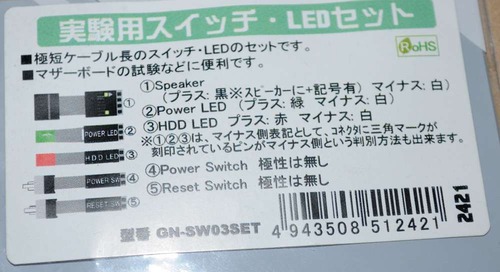 実験用スイッチ・LEDセット
■極短ケーブル長のスイッチ・LEDのセットです。
■マザーボードの試験などに便利です。
RoHS
①Speaker
(プラス:黒※スピーカーに+記号有) マイナス:白)
②Power LED (プラス:緑 マイナス:白)
③HDD LED プラス:赤 マイナス:白
※①②③は、マイナス側表記として、コネクタに三角マークが
刻印されているピンがマイナス側という判別方法も出来ます。
④Power Switch 極性は無し
⑤Reset Switch 極性は無し
①
POWER LED ②
HDD LED ③
POWER SW ④
RESET SW ⑤
型番 GN-SW03SET
4 943508 512421
2421